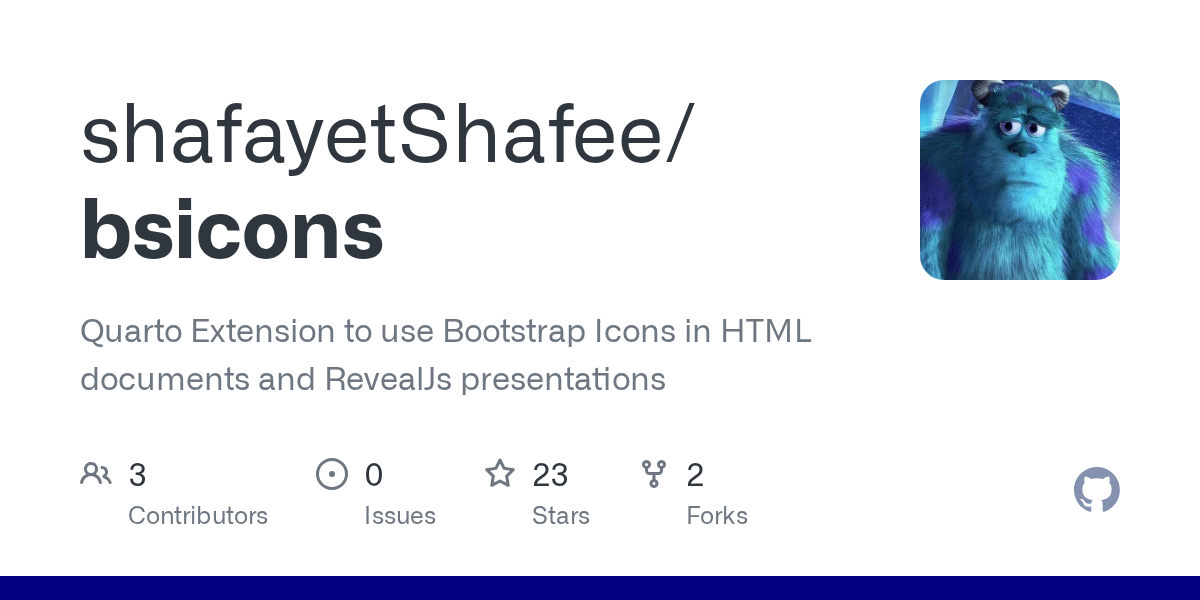 shafayetShafee/
bsicons
Quarto Extension to use Bootstrap Icons in HTML
documents and RevealJs presentations
3 0 23 2
Contributors Issues Stars Forks